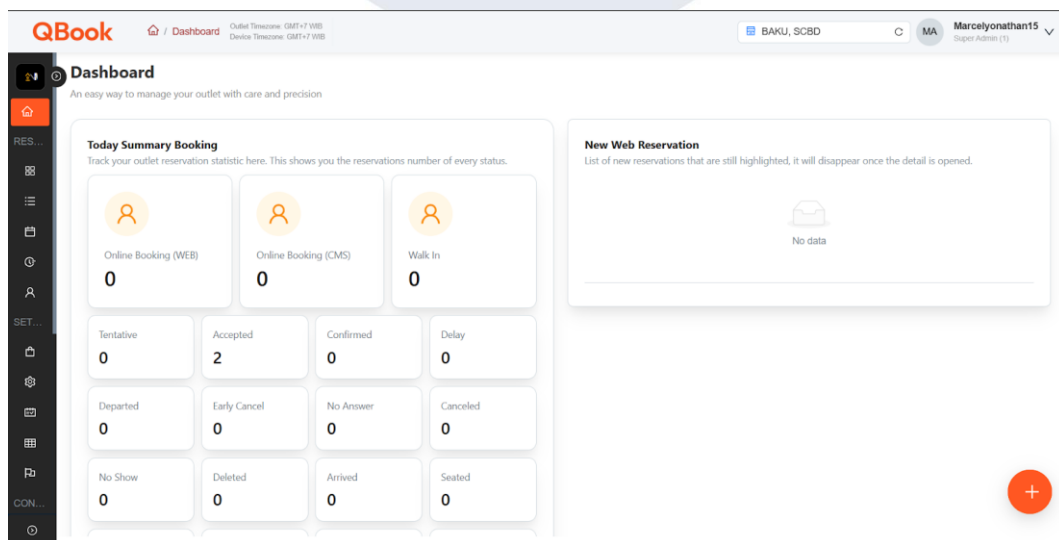 QBook
/ Dashboard
Outlet Timezone: GMT+7 WIB
Device Timezone: GMT+7 WIB
BAKU, SCBD
MA
Marcelyonathan15
Super Admin (1)
Dashboard
An easy way to manage your outlet with care and precision
RES...
SET...
CON...
Today Summary Booking
Track your outlet reservation statistic here. This shows you the reservations number of every status.
Online Booking (WEB)
0
Online Booking (CMS)
0
Walk In
0
Tentative
0
Accepted
2
Confirmed
0
Delay
0
Departed
0
Early Cancel
0
No Answer
0
Canceled
0
No Show
0
Deleted
0
Arrived
0
Seated
0
New Web Reservation
List of new reservations that are still highlighted, it will disappear once the detail is opened.
No data